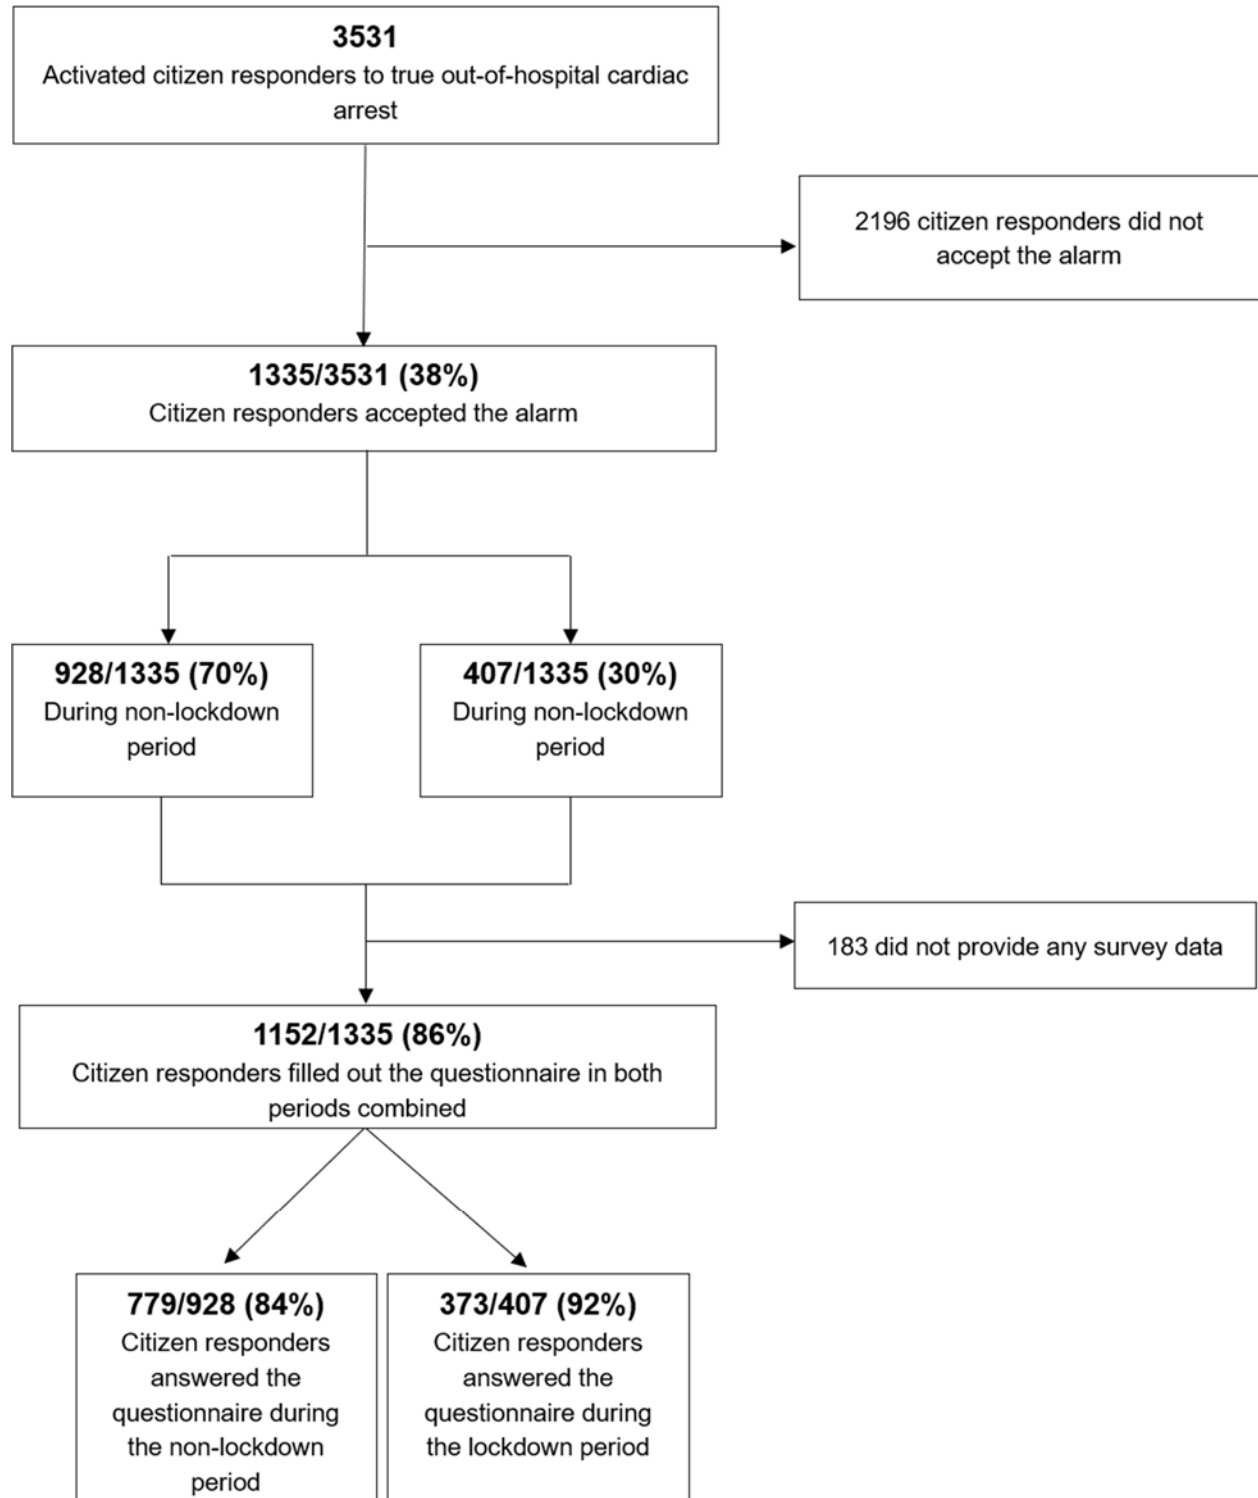 3531
Activated citizen responders to true out-of-hospital cardiac
arrest
2196 citizen responders did not
accept the alarm
1335/3531 (38%)
Citizen responders accepted the alarm
928/1335 (70%)
During non-lockdown
period
407/1335 (30%)
During non-lockdown
period
183 did not provide any survey data
1152/1335 (86%)
Citizen responders filled out the questionnaire in both
periods combined
779/928 (84%)
Citizen responders
answered the
questionnaire during
the non-lockdown
period
373/407 (92%)
Citizen responders
answered the
questionnaire during
the lockdown period